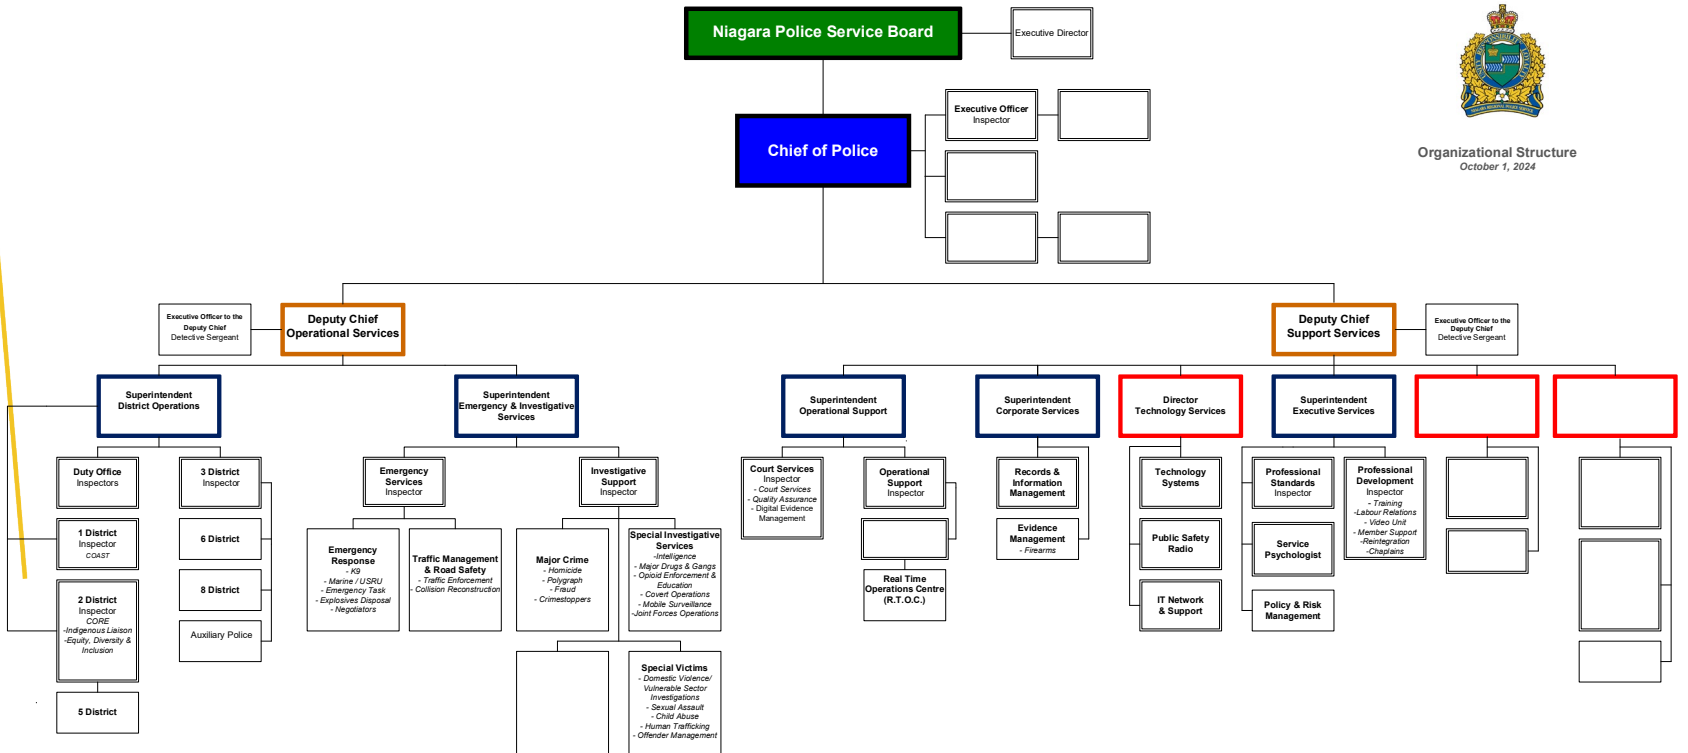 Niagara Police Service Board
Executive Director
Organizational Structure
October 1, 2024
Chief of Police
Executive Officer
Inspector
Executive Officer to the
Deputy Chief
Detective Sergeant
Deputy Chief
Operational Services
Deputy Chief
Support Services
Executive Officer to the
Deputy Chief
Detective Sergeant
Superintendent
District Operations
Superintendent
Emergency & Investigative
Services
Superintendent
Operational Support
Superintendent
Corporate Services
Director
Technology Services
Superintendent
Executive Services
Duty Office
Inspectors
1 District
Inspector
COAST
2 District
Inspector
CORE
-Indigenous Liaison
-Equity, Diversity &
Inclusion
5 District
3 District
Inspector
6 District
8 District
Auxiliary Police
Emergency
Services
Inspector
Emergency
Response
- K9
- Marine / USRU
- Emergency Task
- Explosives Disposal
- Negotiators
Traffic Management
& Road Safety
- Traffic Enforcement
- Collision Reconstruction
Investigative
Support
Inspector
Major Crime
- Homicide
- Polygraph
- Fraud
- Crimestoppers
Special Investigative
Services
-Intelligence
- Major Drugs & Gangs
- Opioid Enforcement &
Education
- Covert Operations
- Mobile Surveillance
-Joint Forces Operations
Special Victims
- Domestic Violence/
Vulnerable Sector
Investigations
- Sexual Assault
- Child Abuse
- Human Trafficking
- Offender Management
Court Services
Inspector
- Court Services
- Quality Assurance
- Digital Evidence
Management
Operational
Support
Inspector
Real Time
Operations Centre
(R.T.O.C.)
Records &
Information
Management
Evidence
Management
- Firearms
Technology
Systems
Public Safety
Radio
IT Network
& Support
Professional
Standards
Inspector
Service
Psychologist
Policy & Risk
Management
Professional
Development
Inspector
- Training
-Labour Relations
- Video Unit
- Member Support
-Reintegration
-Chaplains